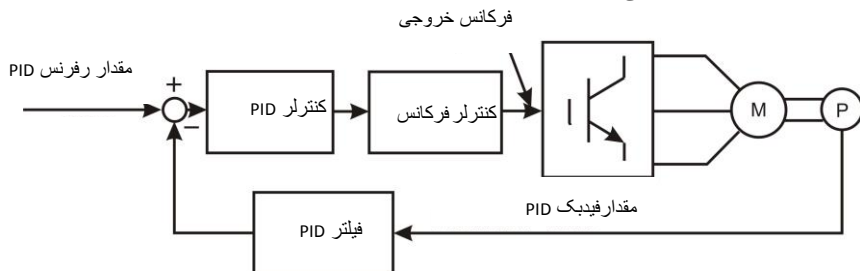 فرکانس خروجی
مقدار رفرنس PID
+
−
کنترلر PID
کنترلر فرکانس
M
P
مقدارفیدبک PID
فیلتر PID